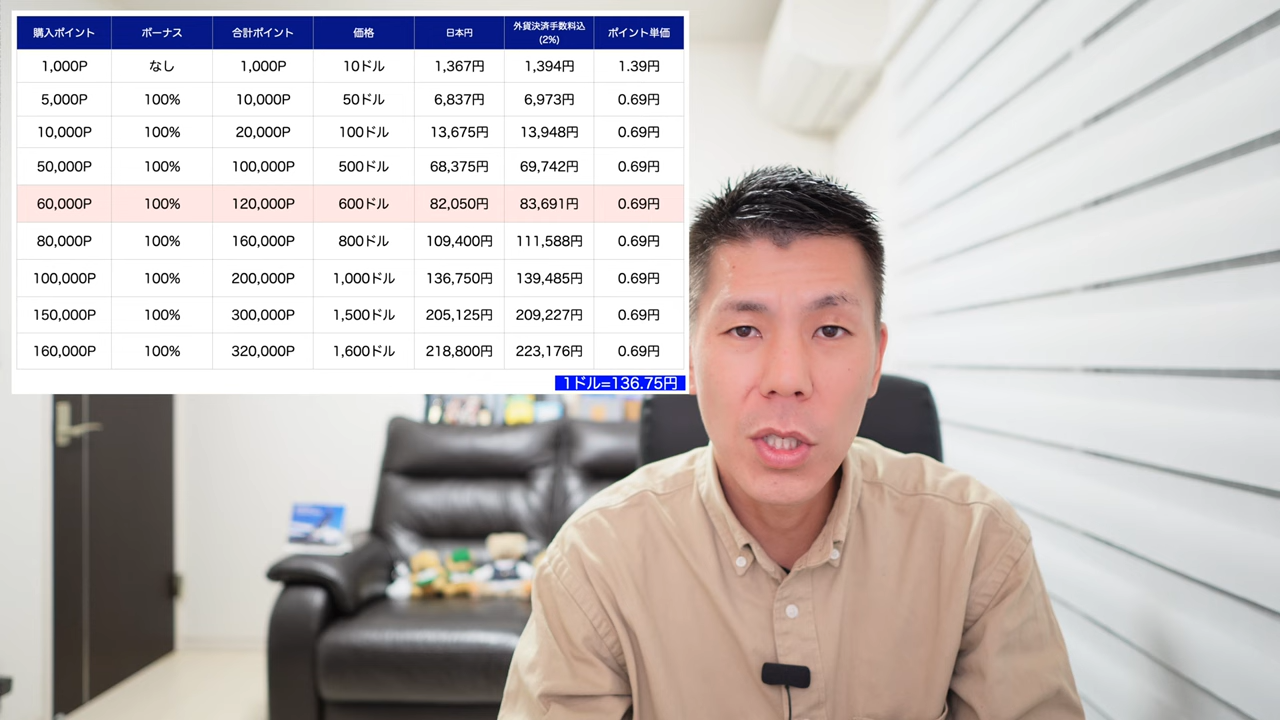 購入ポイント ボーナス 合計ポイント 価格 日本円 外貨決済手数料込(2%) ポイント単価
1,000P なし 1,000P 10ドル 1,367円 1,394円 1.39円
5,000P 100% 10,000P 50ドル 6,837円 6,973円 0.69円
10,000P 100% 20,000P 100ドル 13,675円 13,948円 0.69円
50,000P 100% 100,000P 500ドル 68,375円 69,742円 0.69円
60,000P 100% 120,000P 600ドル 82,050円 83,691円 0.69円
80,000P 100% 160,000P 800ドル 109,400円 111,588円 0.69円
100,000P 100% 200,000P 1,000ドル 136,750円 139,485円 0.69円
150,000P 100% 300,000P 1,500ドル 205,125円 209,227円 0.69円
160,000P 100% 320,000P 1,600ドル 218,800円 223,176円 0.69円
1ドル=136.75円